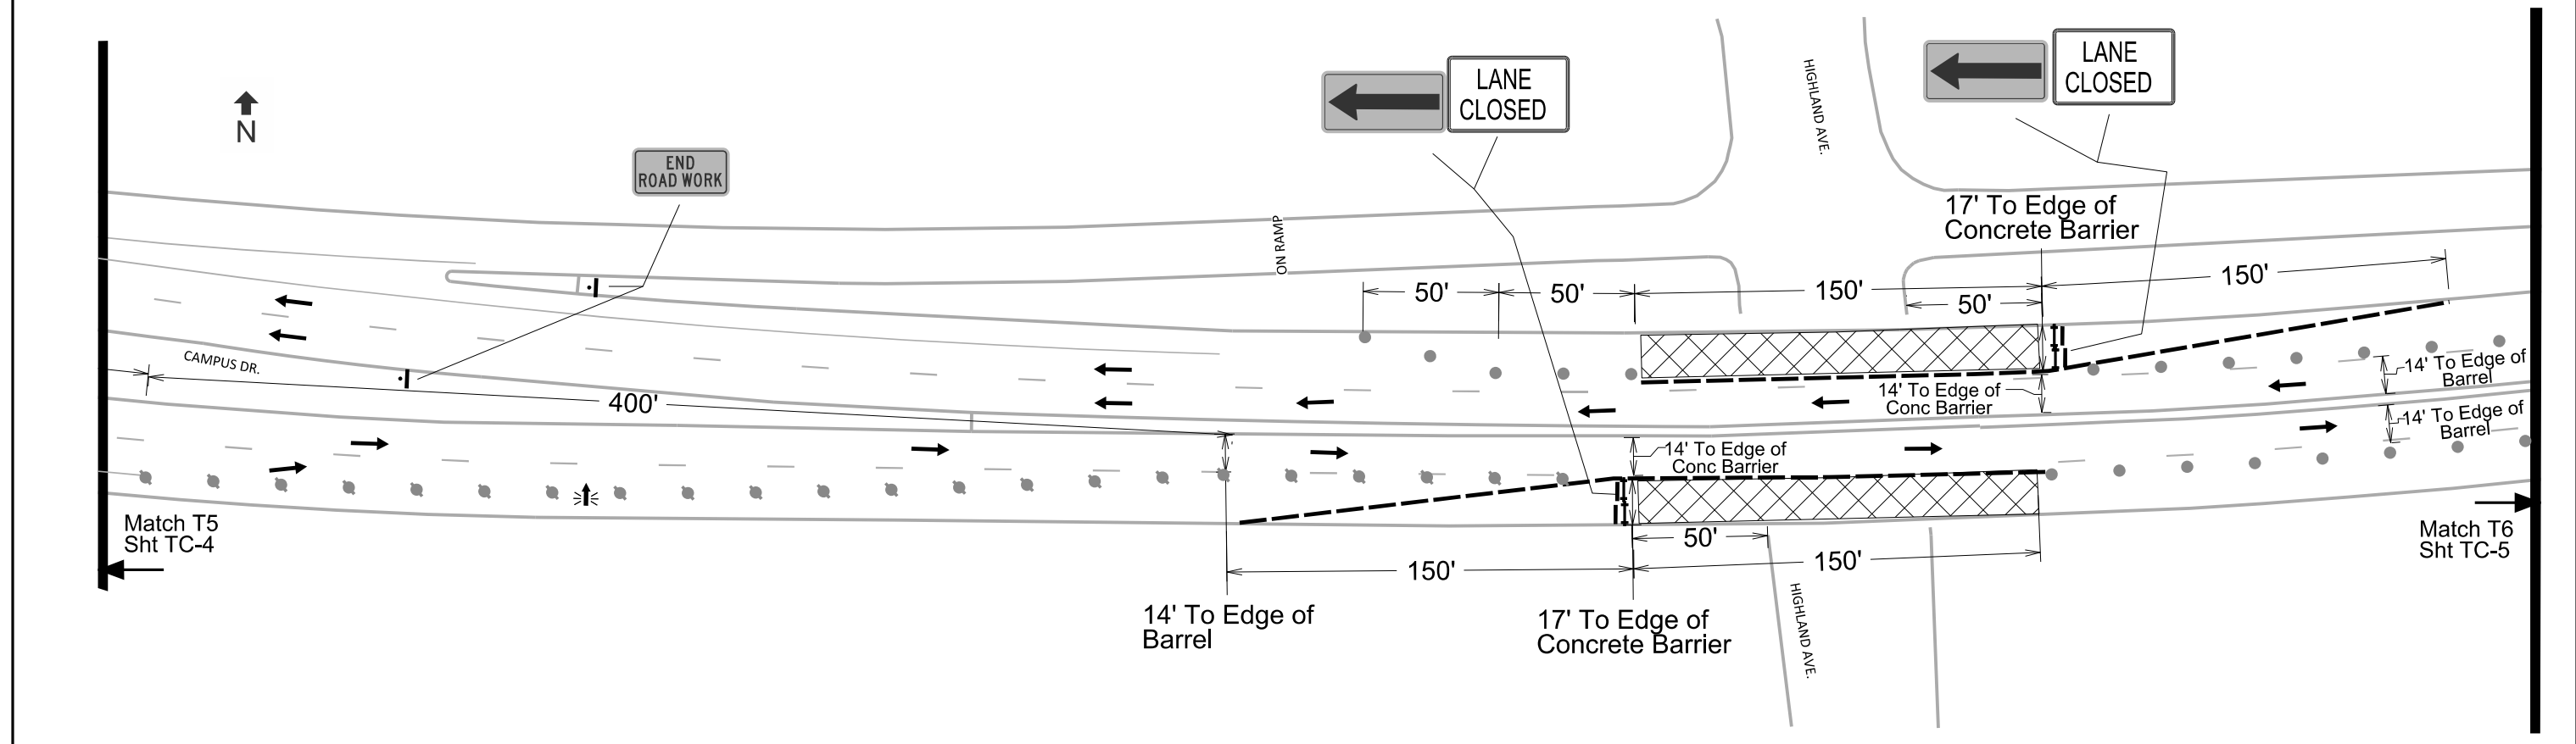 LANE
CLOSED
LANE
CLOSED
N
END
ROAD WORK
HIGHLAND AVE.
17' To Edge of
Concrete Barrier
ON RAMP
50'
50'
150'
50'
150'
CAMPUS DR.
400'
14' To Edge of
Conc Barrier
14' To Edge of
Barrel
14' To Edge of
Barrel
14' To Edge of
Conc Barrier
Match T5
Sht TC-4
50'
150'
150'
Match T6
Sht TC-5
14' To Edge of
Barrel
17' To Edge of
Concrete Barrier
HIGHLAND AVE.